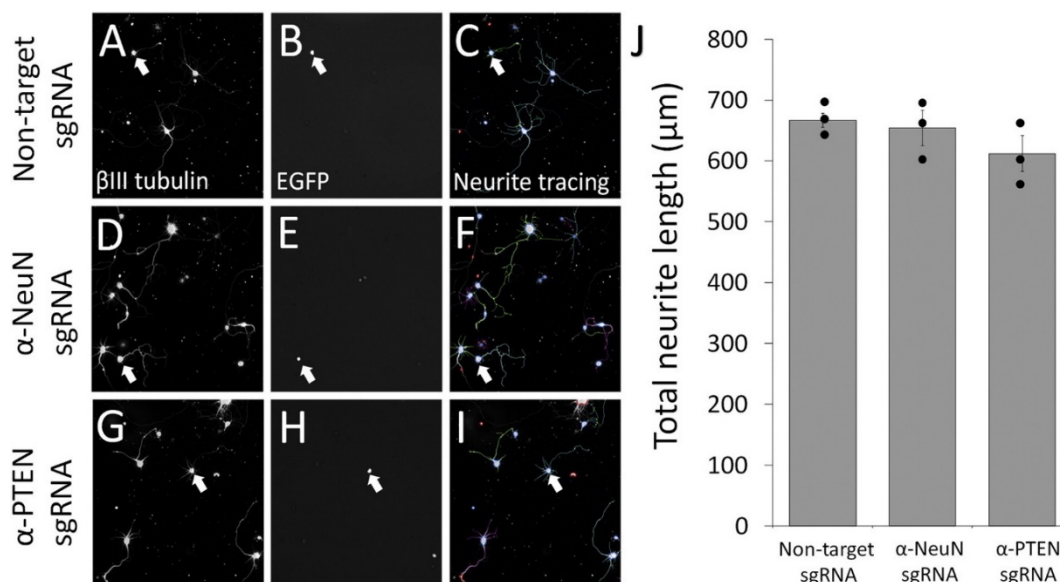 Non-target
sgRNA
A
B
C
βIII tubulin
EGFP
Neurite tracing
α-NeuN
sgRNA
D
E
F
α-PTEN
sgRNA
G
H
I
J
Total neurite length (μm)
800
700
600
500
400
300
200
100
0
Non-target
sgRNA
α-NeuN
sgRNA
α-PTEN
sgRNA